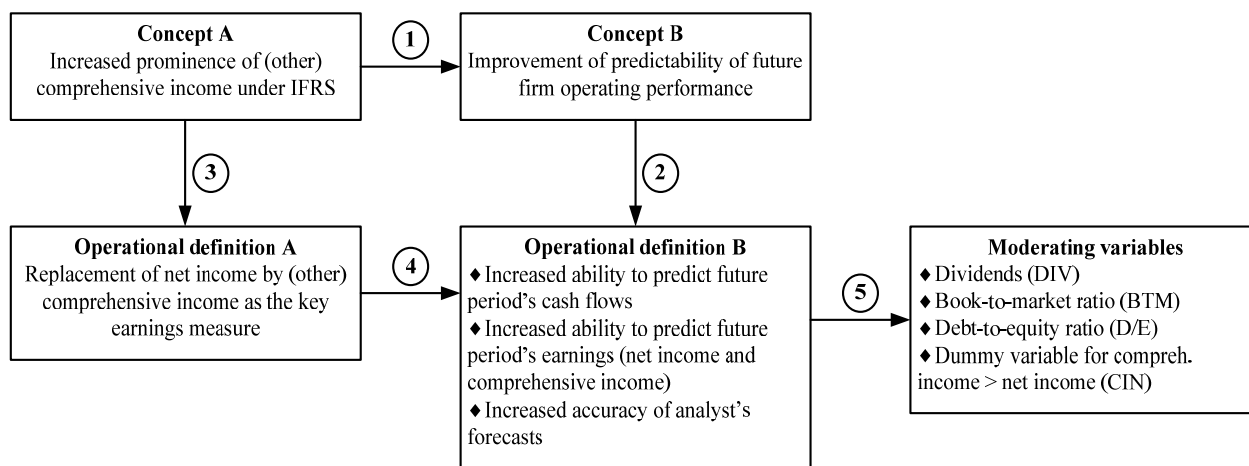 Concept A
Increased prominence of (other)
comprehensive income under IFRS
1
Concept B
Improvement of predictability of future
firm operating performance
3
2
Operational definition A
Replacement of net income by (other)
comprehensive income as the key
earnings measure
4
Operational definition B
♦Increased ability to predict future
period's cash flows
♦Increased ability to predict future
period's earnings (net income and
comprehensive income)
♦Increased accuracy of analyst's
forecasts
5
Moderating variables
♦Dividends (DIV)
♦Book-to-market ratio (BTM)
♦Debt-to-equity ratio (D/E)
♦Dummy variable for compreh.
income > net income (CIN)